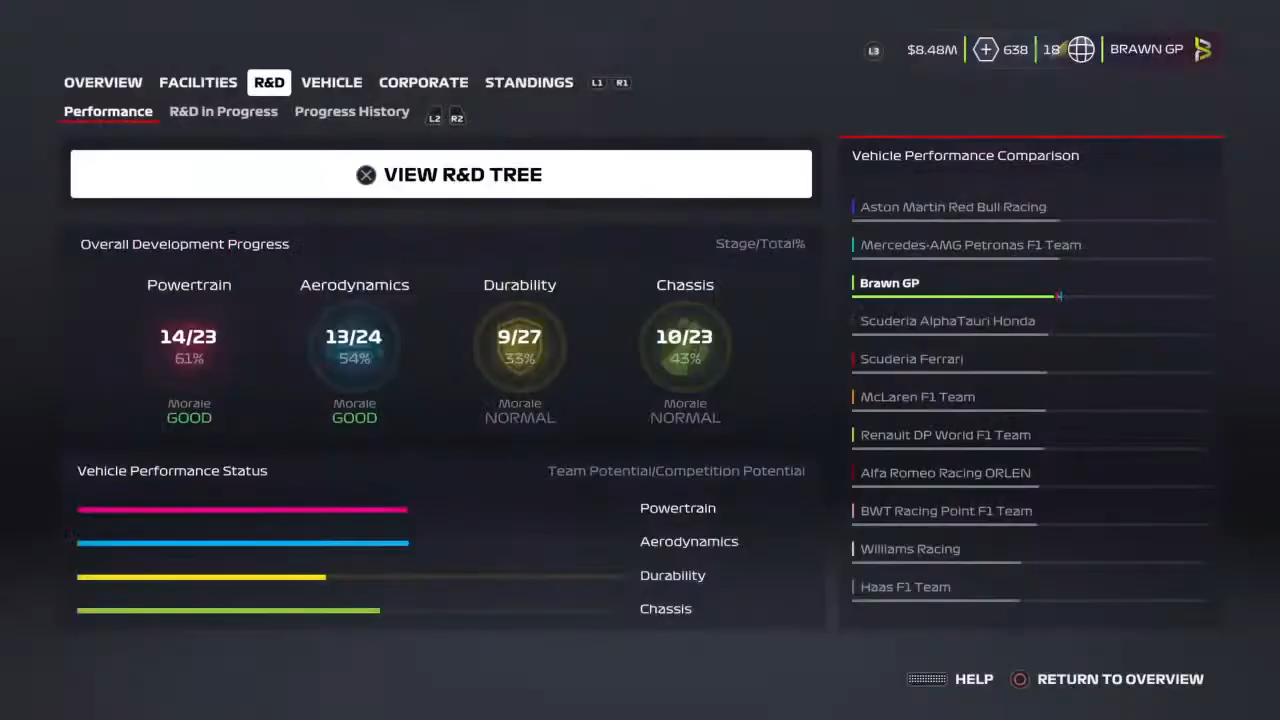 L3 $8.48M 638 18 BRAWN GP
OVERVIEW FACILITIES R&D VEHICLE CORPORATE STANDINGS L1 R1
Performance R&D in Progress Progress History L2 R2
VIEW R&D TREE
Overall Development Progress Stage/Total%
Powertrain Aerodynamics Durability Chassis
14/23 13/24 9/27 10/23
61% 54% 33% 43%
Morale Morale Morale Morale
GOOD GOOD NORMAL NORMAL
Vehicle Performance Status Team Potential/Competition Potential
Powertrain
Aerodynamics
Durability
Chassis
Vehicle Performance Comparison
Aston Martin Red Bull Racing
Mercedes-AMG Petronas F1 Team
Brawn GP
Scuderia AlphaTauri Honda
Scuderia Ferrari
McLaren F1 Team
Renault DP World F1 Team
Alfa Romeo Racing ORLEN
BWT Racing Point F1 Team
Williams Racing
Haas F1 Team
HELP RETURN TO OVERVIEW